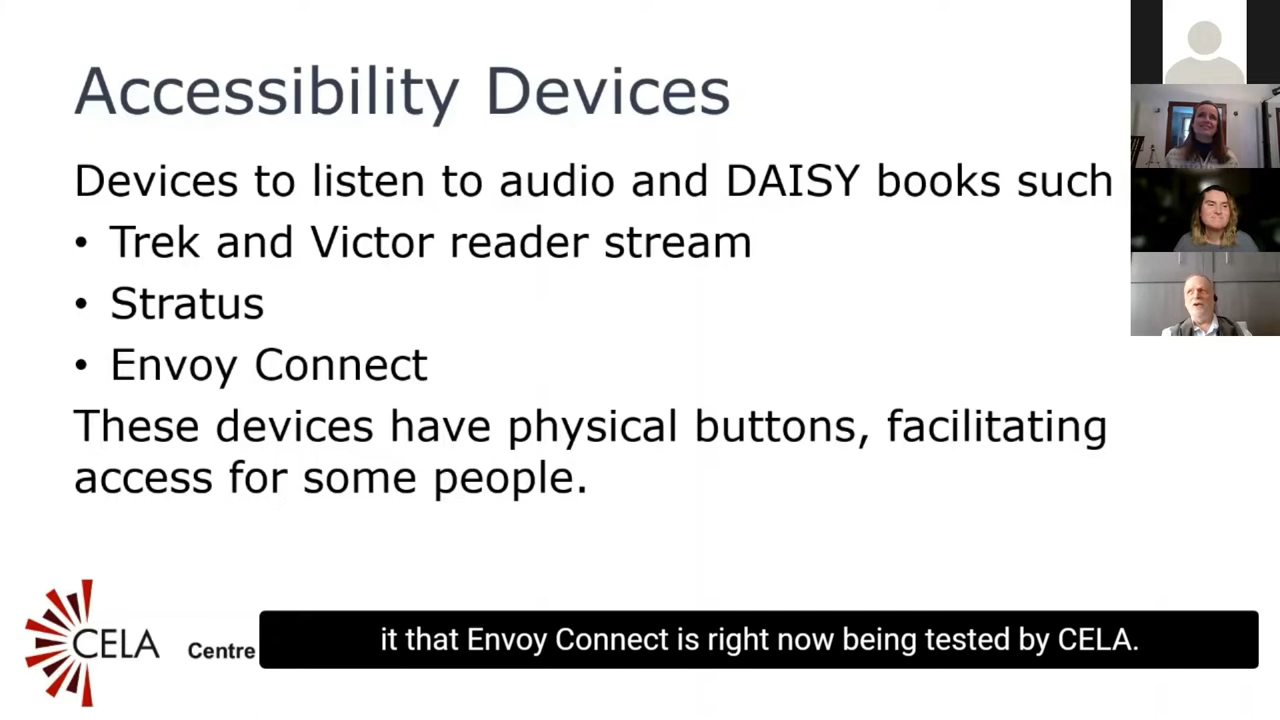 Accessibility Devices
Devices to listen to audio and DAISY books such
• Trek and Victor reader stream
• Stratus
• Envoy Connect
These devices have physical buttons, facilitating
access for some people.
CELA
Centre
it that Envoy Connect is right now being tested by CELA.